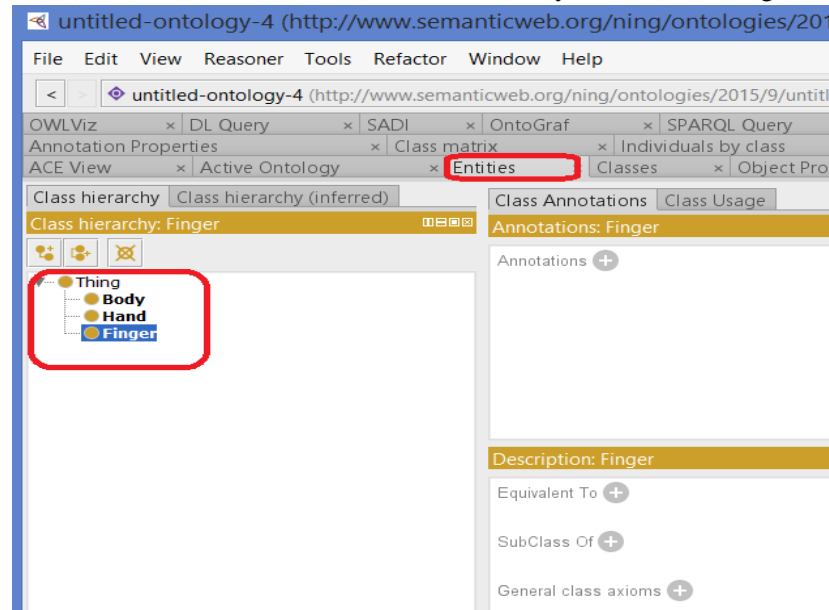 untitled-ontology-4 (http://www.semanticweb.org/ning/ontologies/201
File Edit View Reasoner Tools Refactor Window Help
< > untitled-ontology-4 (http://www.semanticweb.org/ning/ontologies/2015/9/untitl
OWLViz × DL Query × SADI × OntoGraf × SPARQL Query
Annotation Properties × Class matrix × Individuals by class
ACE View × Active Ontology × Entities Classes × Object Pro
Class hierarchy Class hierarchy (inferred) Class Annotations Class Usage
Class hierarchy: Finger Annotations: Finger
Annotations
Thing
Body
Hand
Finger
Description: Finger
Equivalent To
SubClass Of
General class axioms